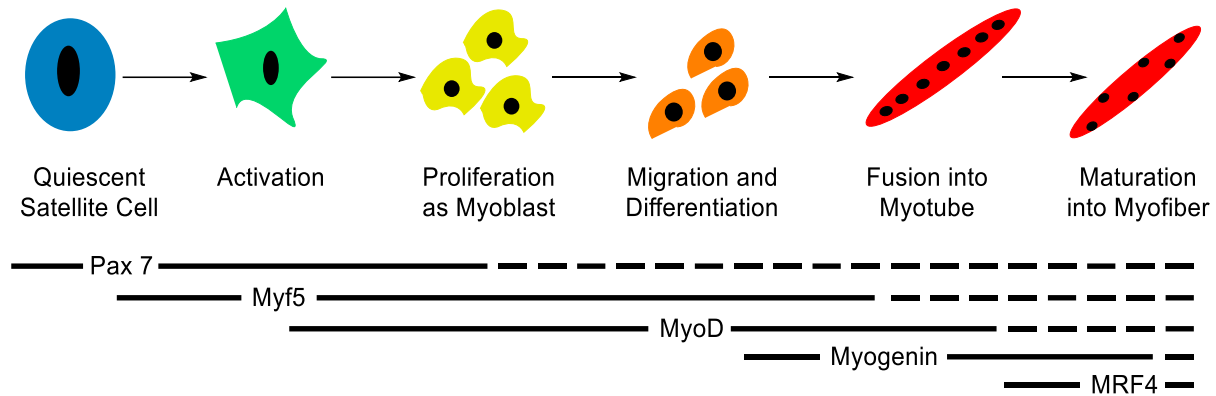 Quiescent
Satellite Cell
Activation
Proliferation
as Myoblast
Migration and
Differentiation
Fusion into
Myotube
Maturation
into Myofiber
Pax 7
Myf5
MyoD
Myogenin
MRF4